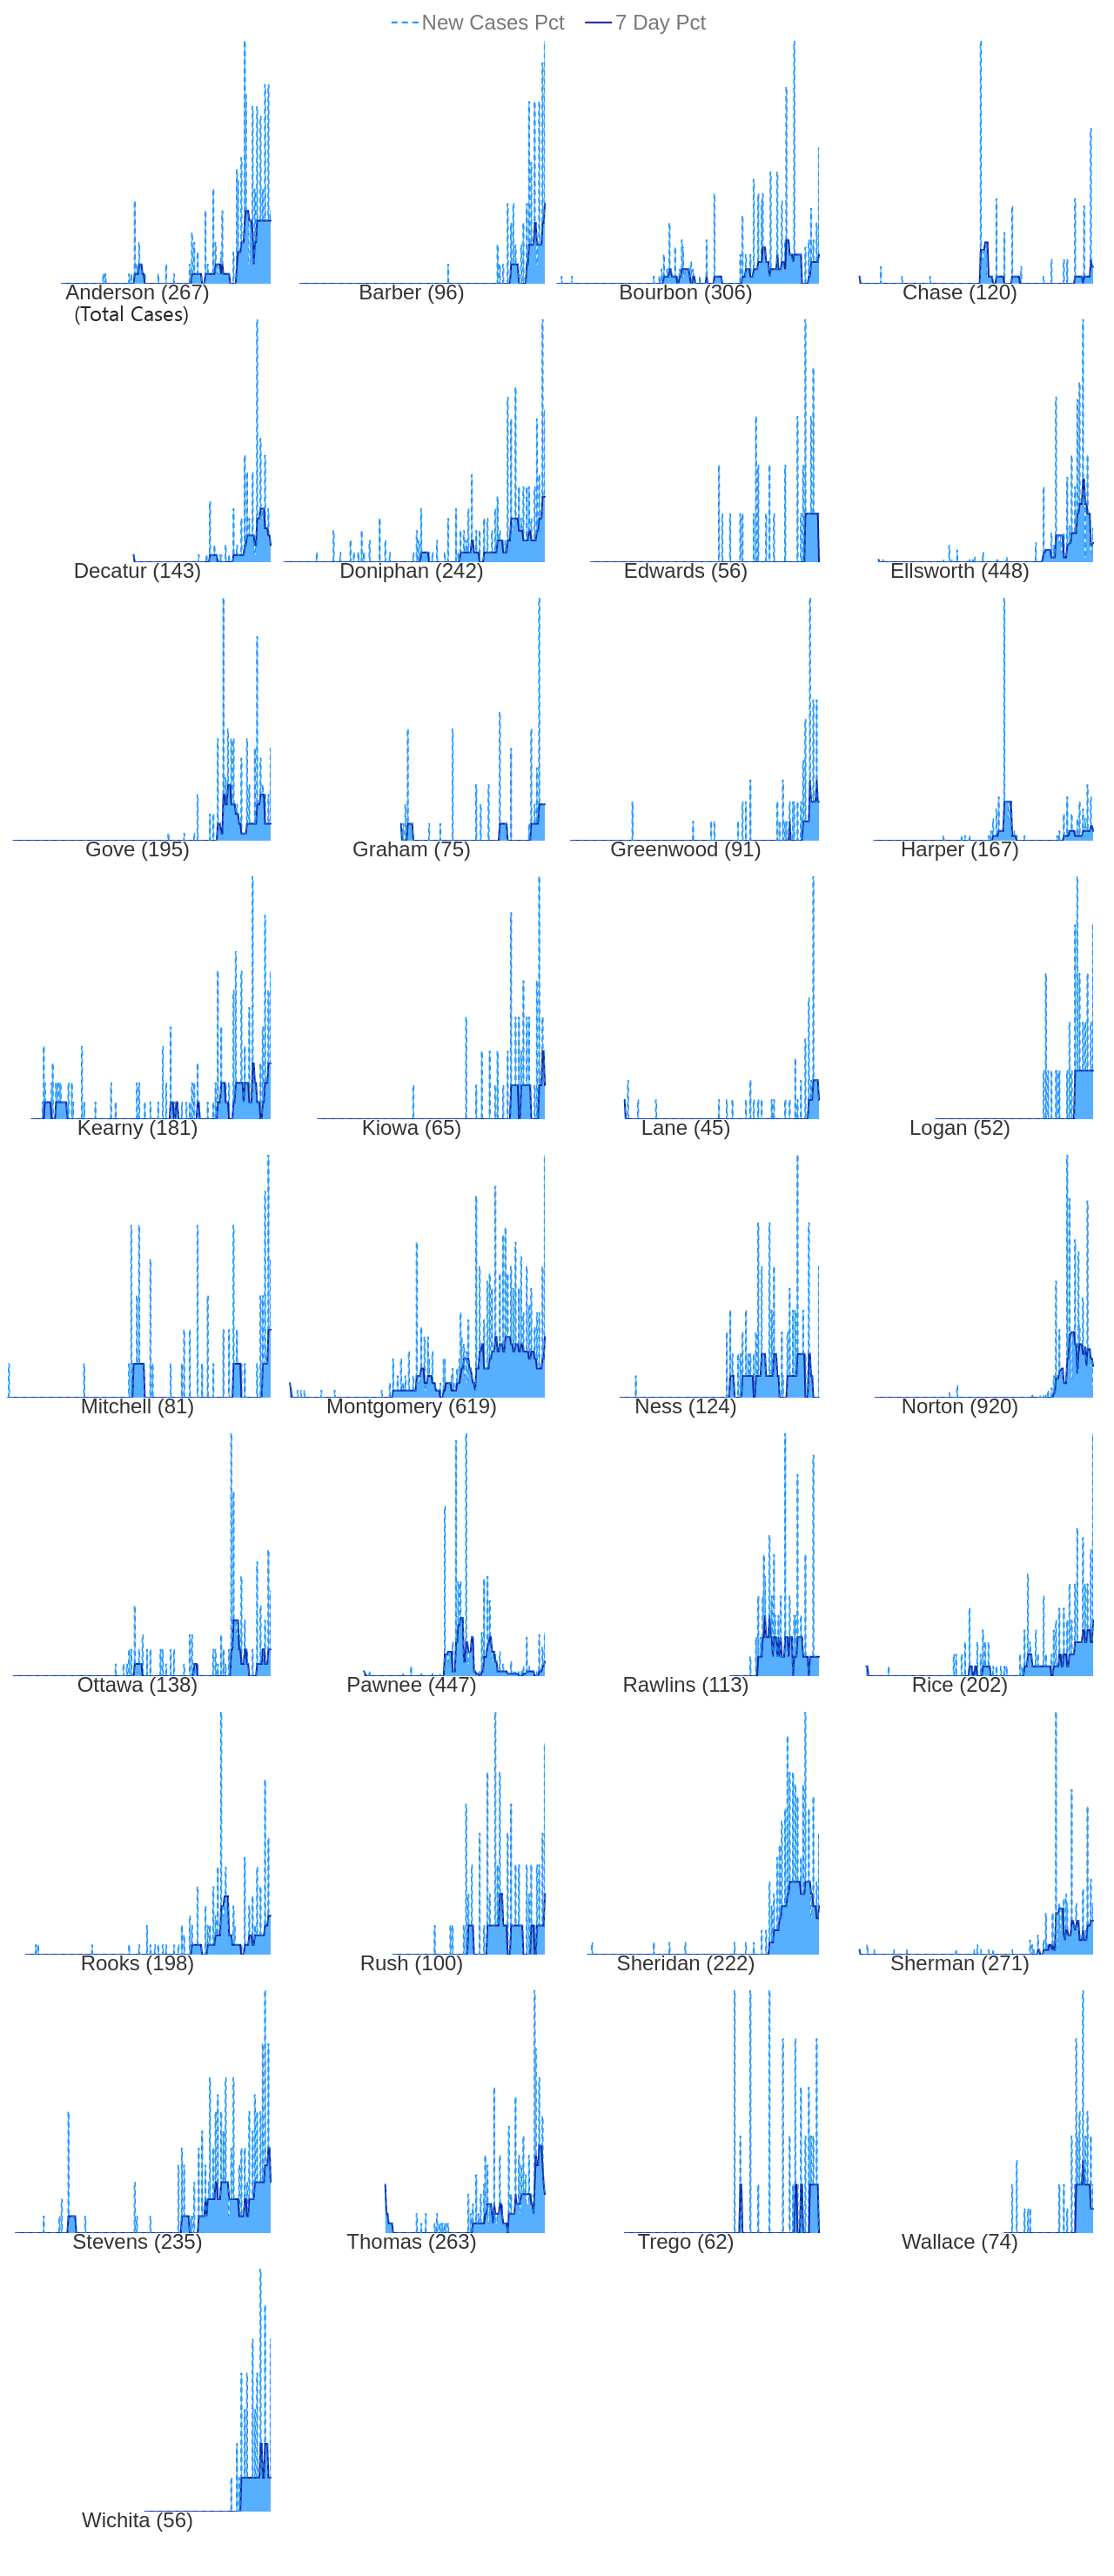 New Cases Pct 7 Day Pct
Anderson (267) Barber (96) Bourbon (306) Chase (120)
(Total Cases)
Decatur (143) Doniphan (242) Edwards (56) Ellsworth (448)
Gove (195) Graham (75) Greenwood (91) Harper (167)
Kearny (181) Kiowa (65) Lane (45) Logan (52)
Mitchell (81) Montgomery (619) Ness (124) Norton (920)
Ottawa (138) Pawnee (447) Rawlins (113) Rice (202)
Rooks (198) Rush (100) Sheridan (222) Sherman (271)
Stevens (235) Thomas (263) Trego (62) Wallace (74)
Wichita (56)